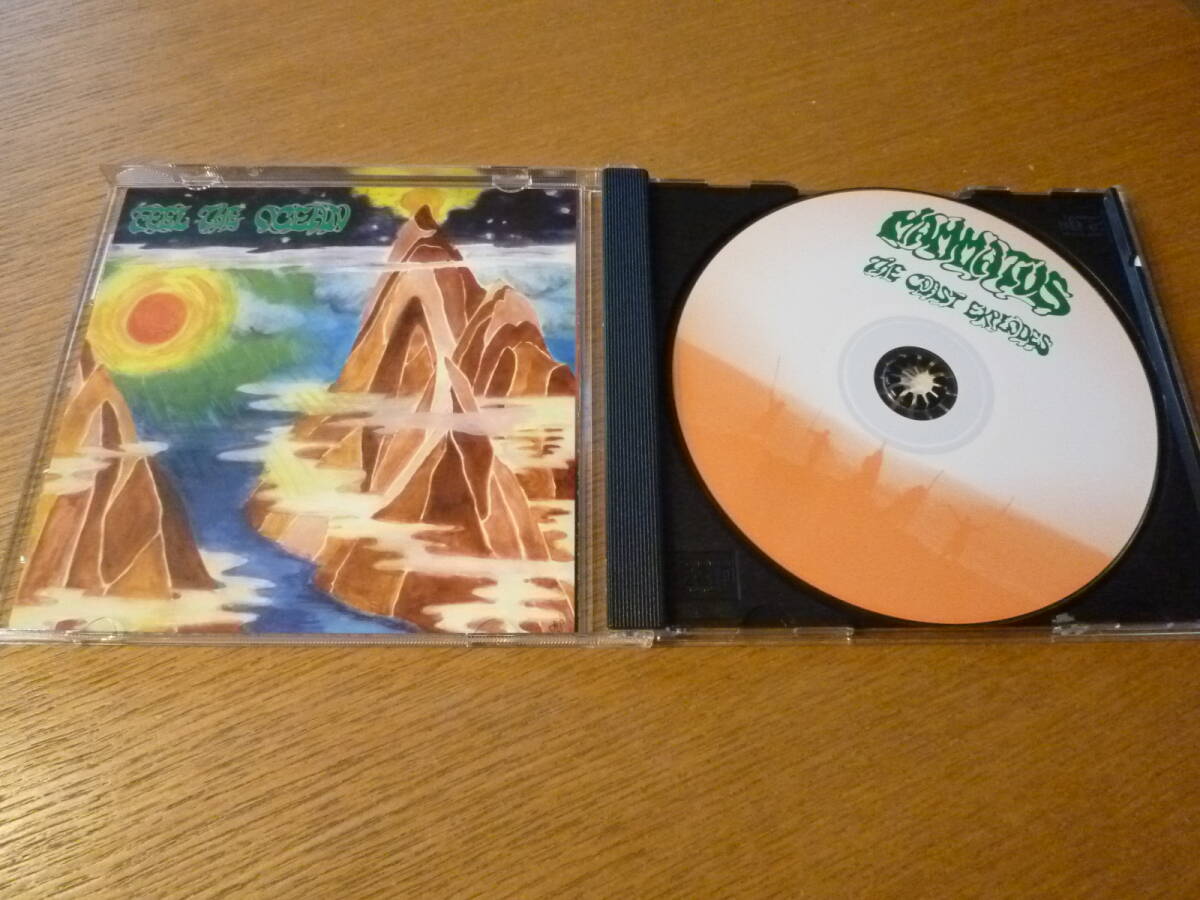 FEEL THE OCEAN
MAMMATUS
THE COAST EXPLODES